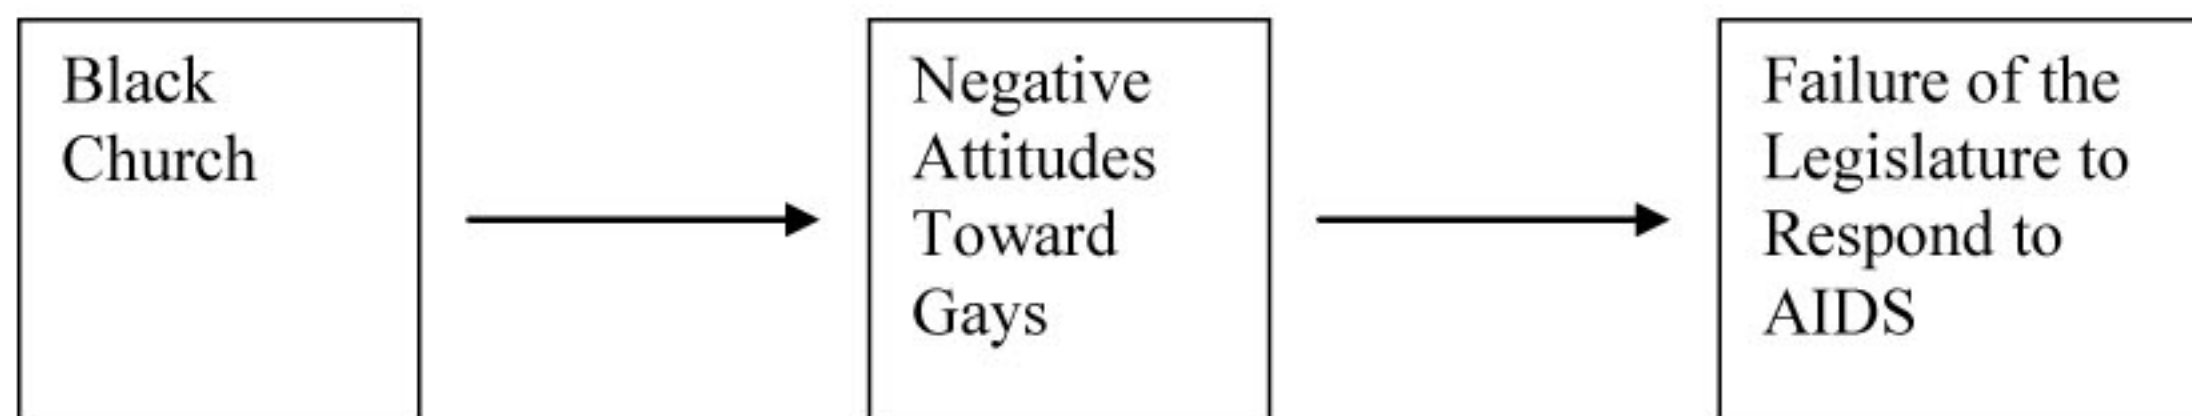 Black
Church
Negative
Attitudes
Toward
Gays
Failure of the
Legislature to
Respond to
AIDS